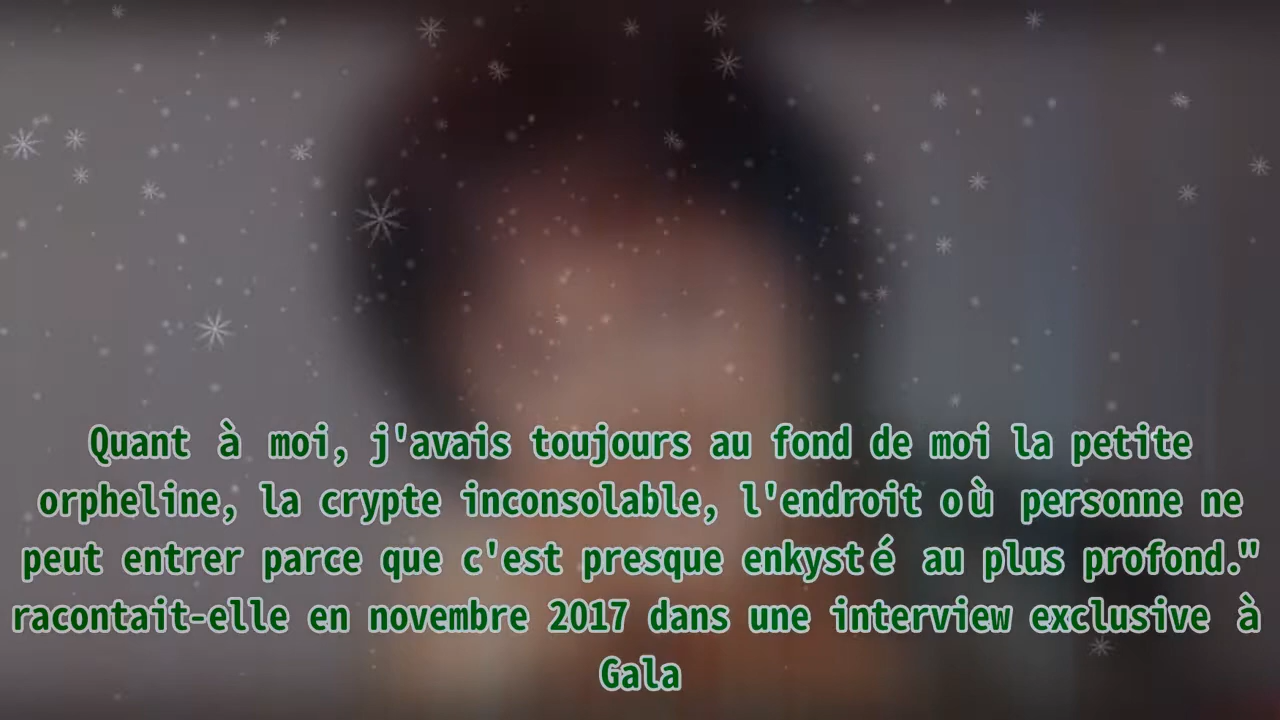 Quant à moi, j'avais toujours au fond de moi la petite
orpheline, la crypte inconsolable, l'endroit où personne ne
peut entrer parce que c'est presque enkysté au plus profond."
racontait-elle en novembre 2017 dans une interview exclusive à
Gala